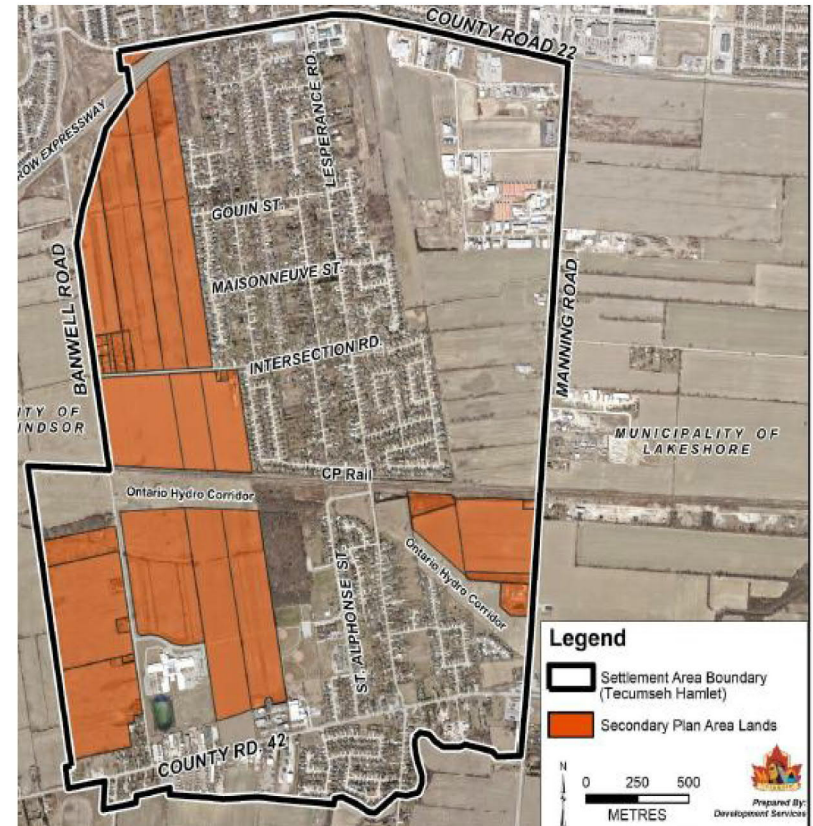 COUNTY ROAD 22
ROW EXPRESSWAY
LESPERANCE RD.
GOUIN ST.
MAISONNEUVE ST.
BANWELL ROAD
INTERSECTION RD.
MANNING ROAD
ITY OF
INDSOR
MUNICIPALITY OF
LAKESHORE
CP Rail
Ontario Hydro Corridor
Ontario Hydro Corridor
ST. ALPHONSE ST.
COUNTY RD. 42
Legend
Settlement Area Boundary
(Tecumseh Hamlet)
Secondary Plan Area Lands
N
0 250 500
METRES
Prepared By:
Development Services